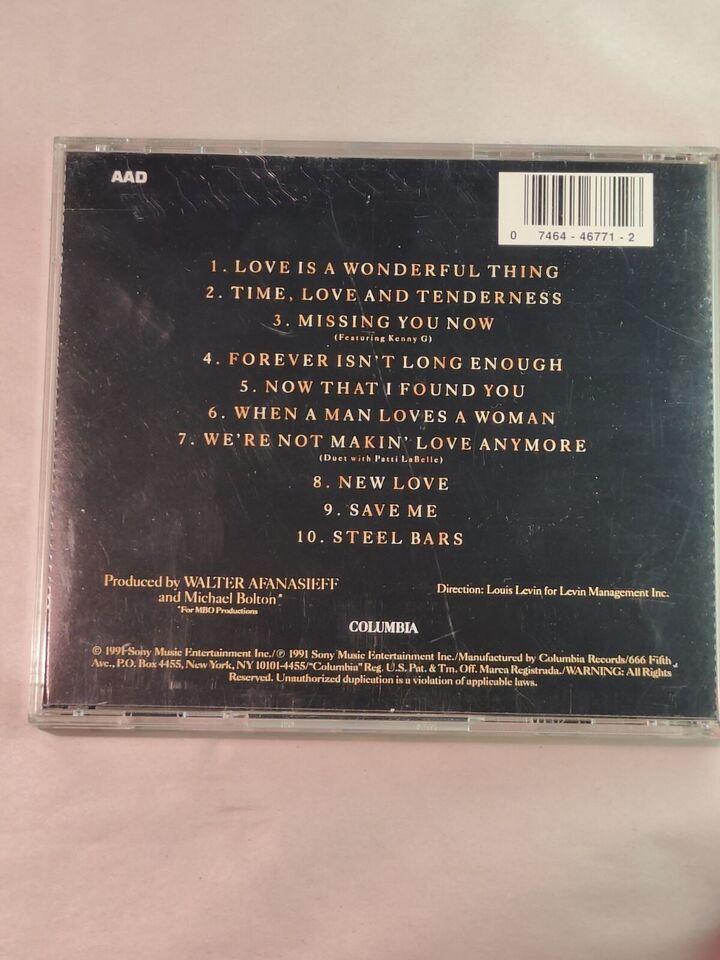 AAD
0 7464 - 46771 - 2
1. LOVE IS A WONDERFUL THING
2. TIME, LOVE AND TENDERNESS
3. MISSING YOU NOW
(Featuring Kenny G)
4. FOREVER ISN'T LONG ENOUGH
5. NOW THAT I FOUND YOU
6. WHEN A MAN LOVES A WOMAN
7. WE'RE NOT MAKIN' LOVE ANYMORE
(Duet with Patti LaBelle)
8. NEW LOVE
9. SAVE ME
10. STEEL BARS
Produced by WALTER AFANASIEFF
and Michael Bolton*
*For MBO Productions
Direction: Louis Levin for Levin Management Inc.
COLUMBIA
© 1991 Sony Music Entertainment Inc./℗ 1991 Sony Music Entertainment Inc./Manufactured by Columbia Records/666 Fifth
Ave., P.O. Box 4455, New York, NY 10101-4455/"Columbia" Reg. U.S. Pat. & Tm. Off. Marca Registrada./WARNING: All Rights
Reserved. Unauthorized duplication is a violation of applicable laws.